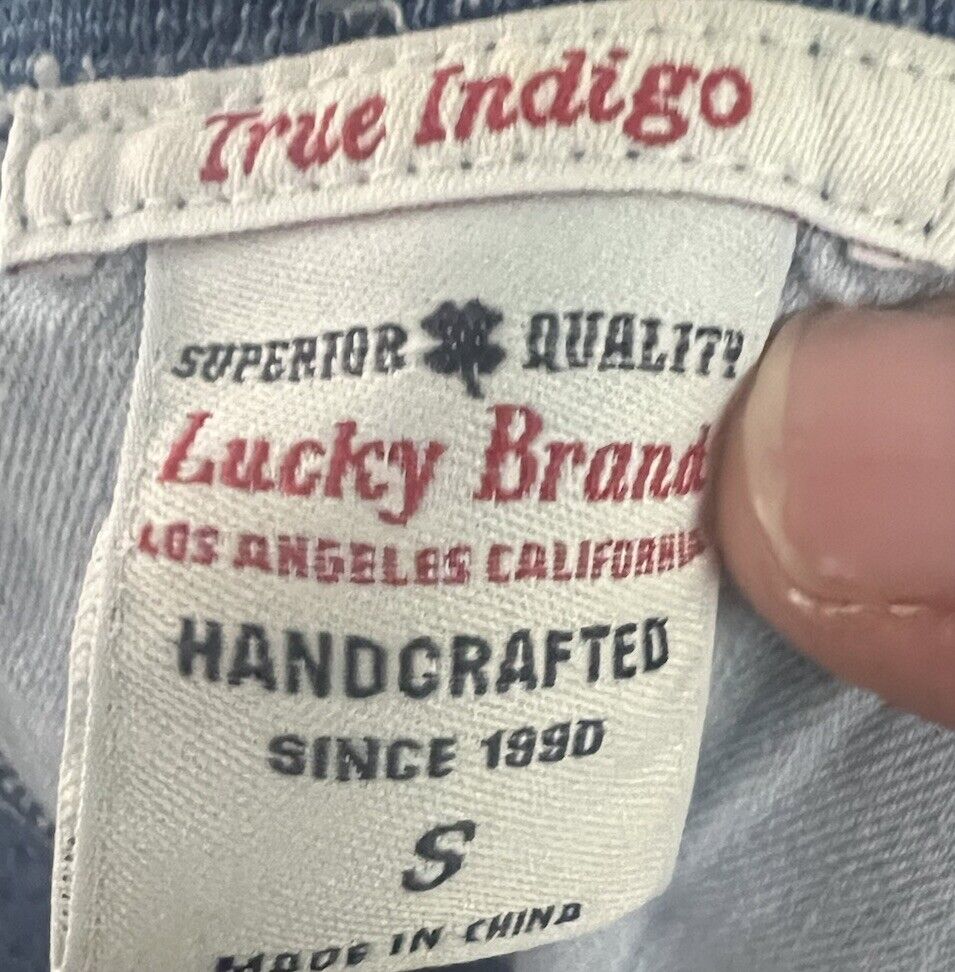 True Indigo
SUPERIOR QUALITY
Lucky Brand
LOS ANGELES CALIFORNIA
HANDCRAFTED
SINCE 1990
S
MADE IN CHINA